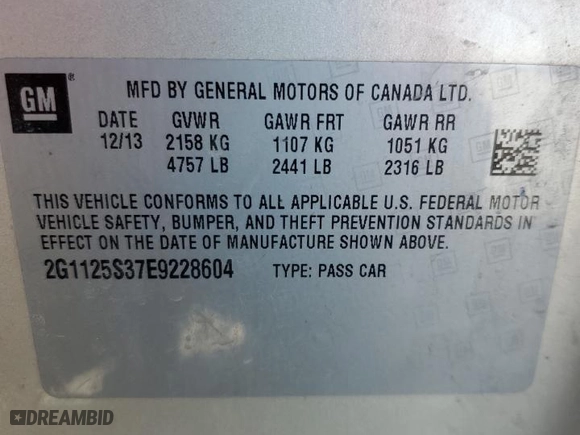 GM ® MFD BY GENERAL MOTORS OF CANADA LTD.
DATE GVWR GAWR FRT GAWR RR
12/13 2158 KG 1107 KG 1051 KG
4757 LB 2441 LB 2316 LB
THIS VEHICLE CONFORMS TO ALL APPLICABLE U.S. FEDERAL MOTOR
VEHICLE SAFETY, BUMPER, AND THEFT PREVENTION STANDARDS IN
EFFECT ON THE DATE OF MANUFACTURE SHOWN ABOVE.
2G1125S37E9228604 TYPE: PASS CAR
DREAMBID